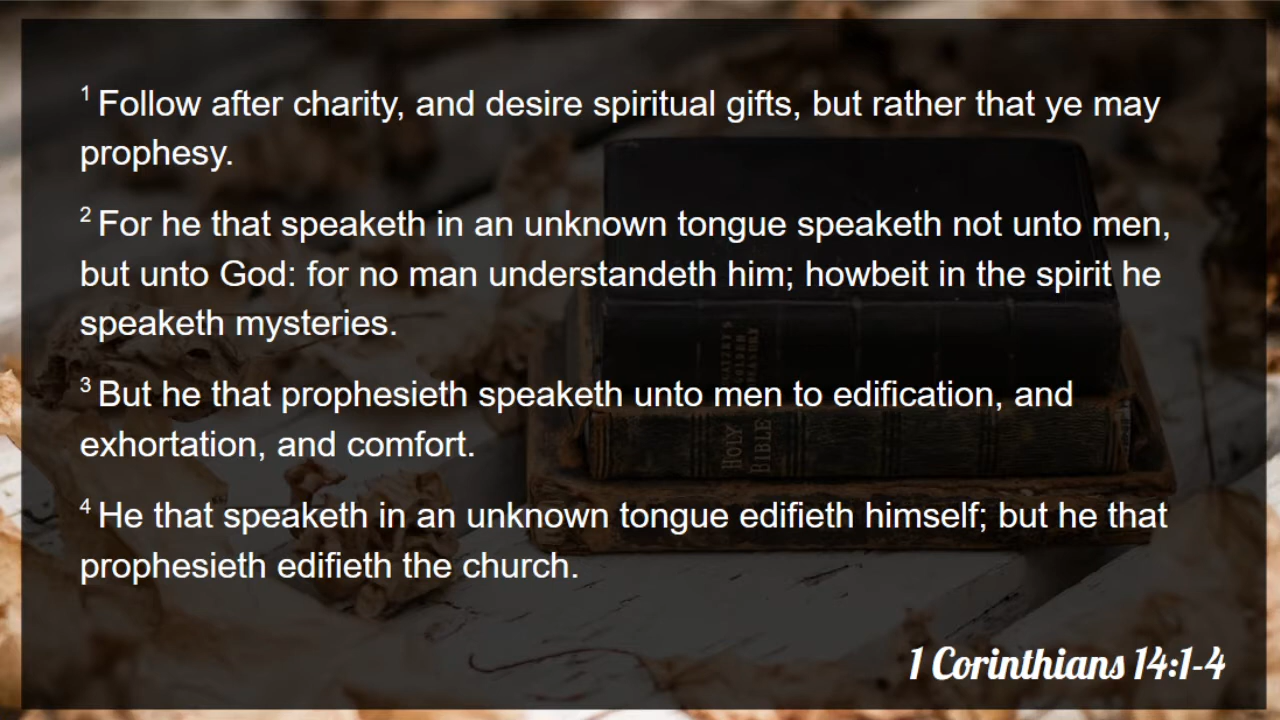 1 Follow after charity, and desire spiritual gifts, but rather that ye may
prophesy.
2 For he that speaketh in an unknown tongue speaketh not unto men,
but unto God: for no man understandeth him; howbeit in the spirit he
speaketh mysteries.
3 But he that prophesieth speaketh unto men to edification, and
exhortation, and comfort.
4 He that speaketh in an unknown tongue edifieth himself; but he that
prophesieth edifieth the church.
HOLY
BIBLE
1 Corinthians 14:1-4